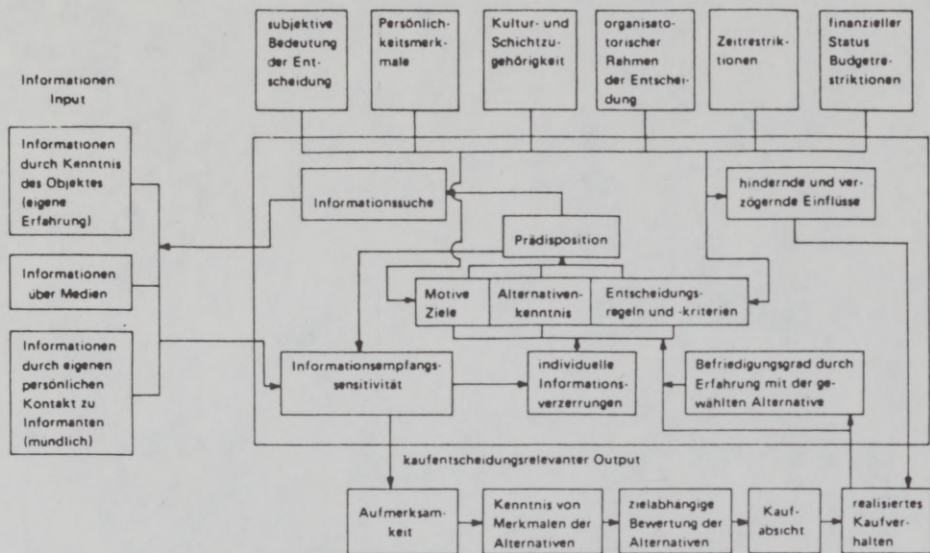 subjektive
Bedeutung
der Ent-
scheidung
Persönlich-
keitsmerk-
male
Kultur- und
Schichtzu-
gehörigkeit
organisato-
torischer
Rahmen
der Entschei-
dung
Zeitrestrik-
tionen
finanzieller
Status
Budgetre-
striktionen
Informationen
Input
Informationen
durch Kenntnis
des Objektes
(eigene
Erfahrung)
Informationen
über Medien
Informationen
durch eigenen
persönlichen
Kontakt zu
Informanten
(mündlich)
Informationssuche
hindernde und ver-
zögernde Einflüsse
Prädisposition
Motive
Ziele
Alternativen-
kenntnis
Entscheidungs-
regeln und -kriterien
Informationsempfangs-
sensitivität
individuelle
Informations-
verzerrungen
Befriedigungsgrad durch
Erfahrung mit der ge-
wählten Alternative
kaufentscheidungsrelevanter Output
Aufmerksam-
keit
Kenntnis von
Merkmalen der
Alternativen
zielabhängige
Bewertung der
Alternativen
Kauf-
absicht
realisiertes
Kaufver-
halten